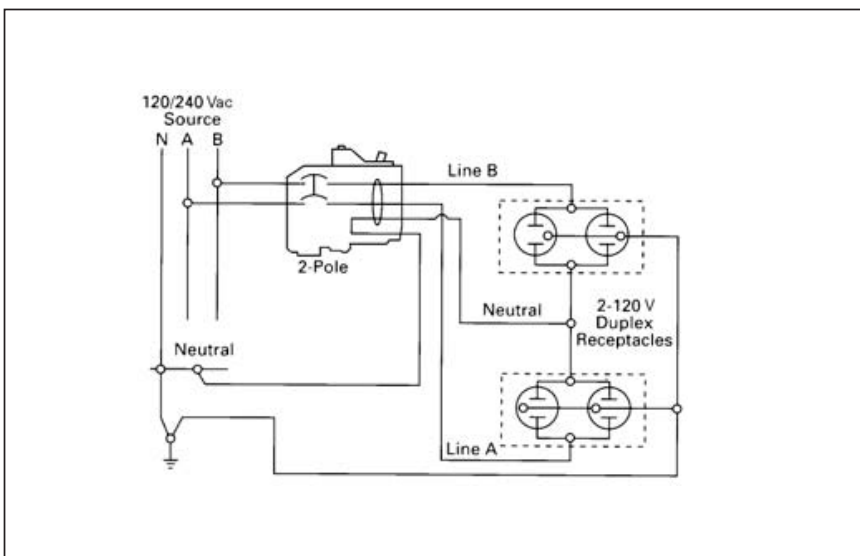 120/240 Vac
Source
N A B
Line B
2-Pole
Neutral
2-120 V
Duplex
Receptacles
Neutral
Line A